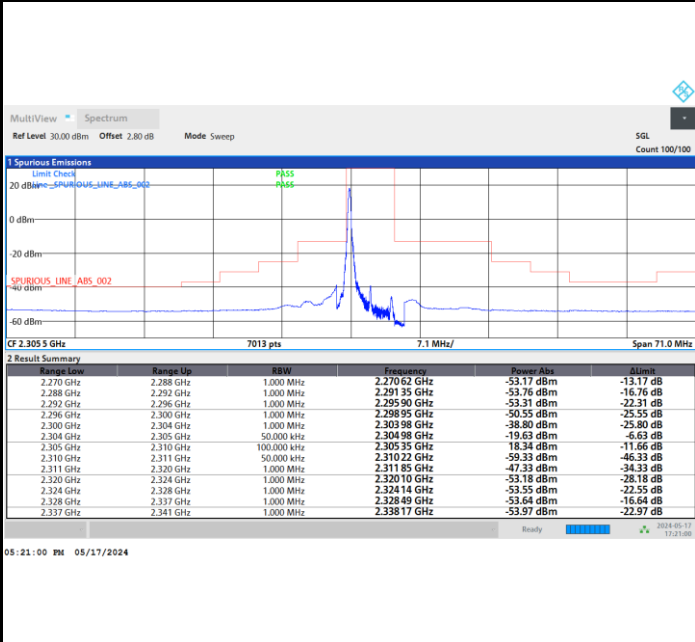 MultiView Spectrum
Ref Level 30.00 dBm Offset 2.80 dB Mode Sweep SGL
Count 100/100
1 Spurious Emissions
Limit Check PASS
20 dBm Line _SPURIOUS_LINE_ABS_002 PASS
0 dBm
-20 dBm
SPURIOUS_LINE_ABS_002
-40 dBm
-60 dBm
CF 2.305 5 GHz 7013 pts 7.1 MHz/ Span 71.0 MHz
2 Result Summary
Range Low Range Up RBW Frequency Power Abs ΔLimit
2.270 GHz 2.288 GHz 1.000 MHz 2.270 62 GHz -53.17 dBm -13.17 dB
2.288 GHz 2.292 GHz 1.000 MHz 2.291 35 GHz -53.76 dBm -16.76 dB
2.292 GHz 2.296 GHz 1.000 MHz 2.295 90 GHz -53.31 dBm -22.31 dB
2.296 GHz 2.300 GHz 1.000 MHz 2.298 95 GHz -50.55 dBm -25.55 dB
2.300 GHz 2.304 GHz 1.000 MHz 2.303 98 GHz -38.80 dBm -25.80 dB
2.304 GHz 2.305 GHz 50.000 kHz 2.304 98 GHz -19.63 dBm -6.63 dB
2.305 GHz 2.310 GHz 100.000 kHz 2.305 35 GHz 18.34 dBm -11.66 dB
2.310 GHz 2.311 GHz 50.000 kHz 2.310 22 GHz -59.33 dBm -46.33 dB
2.311 GHz 2.320 GHz 1.000 MHz 2.311 85 GHz -47.33 dBm -34.33 dB
2.320 GHz 2.324 GHz 1.000 MHz 2.320 10 GHz -53.18 dBm -28.18 dB
2.324 GHz 2.328 GHz 1.000 MHz 2.324 14 GHz -53.55 dBm -22.55 dB
2.328 GHz 2.337 GHz 1.000 MHz 2.328 49 GHz -53.64 dBm -16.64 dB
2.337 GHz 2.341 GHz 1.000 MHz 2.338 17 GHz -53.97 dBm -22.97 dB
Ready 2024-05-17
17:21:00
05:21:00 PM 05/17/2024